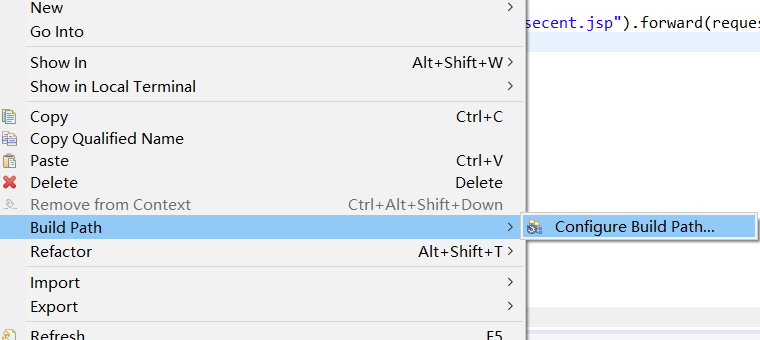 New
secent.jsp").forward(reques
Go Into
Show In Alt+Shift+W
Show in Local Terminal
Copy Ctrl+C
Copy Qualified Name
Paste Ctrl+V
Delete Delete
Remove from Context Ctrl+Alt+Shift+Down
Build Path
Configure Build Path...
Refactor Alt+Shift+T
Import
Export
Refresh F5